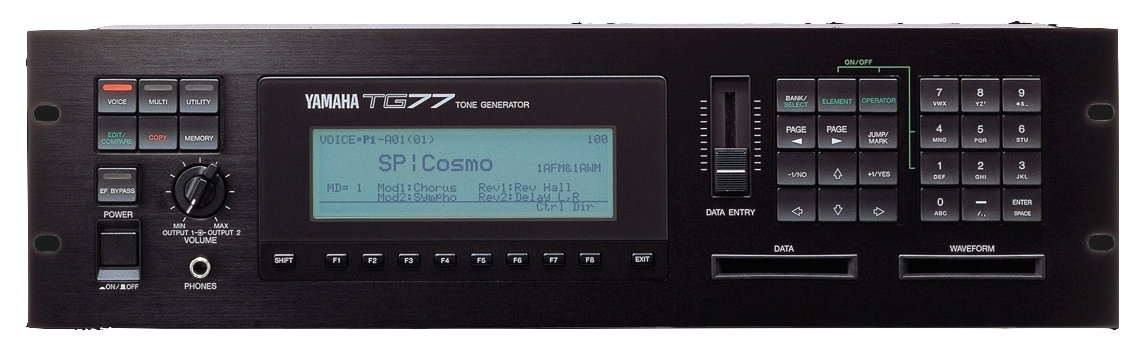 YAMAHA TG77 TONE GENERATOR
VOICE=P1-A01(01) 100
SP¦Cosmo 1AFM&1AWM
MD= 1 Mod1:Chorus Rev1:Rev Hall
Mod2:Sympho Rev2:Delay L,R
Ctrl Dir
SHIFT F1 F2 F3 F4 F5 F6 F7 F8 EXIT
VOICE MULTI UTILITY
EDIT/COMPARE COPY MEMORY
EF BYPASS
POWER
ON/OFF
MIN MAX
OUTPUT 1 OUTPUT 2
VOLUME
PHONES
DATA ENTRY
ON/OFF
BANK/SELECT ELEMENT OPERATOR
PAGE PAGE JUMP/MARK
-1/NO +1/YES
7 8 9
VWX YZ'
4 5 6
MNO PQR STU
1 2 3
DEF GHI JKL
0 — ENTER
ABC SPACE
DATA WAVEFORM